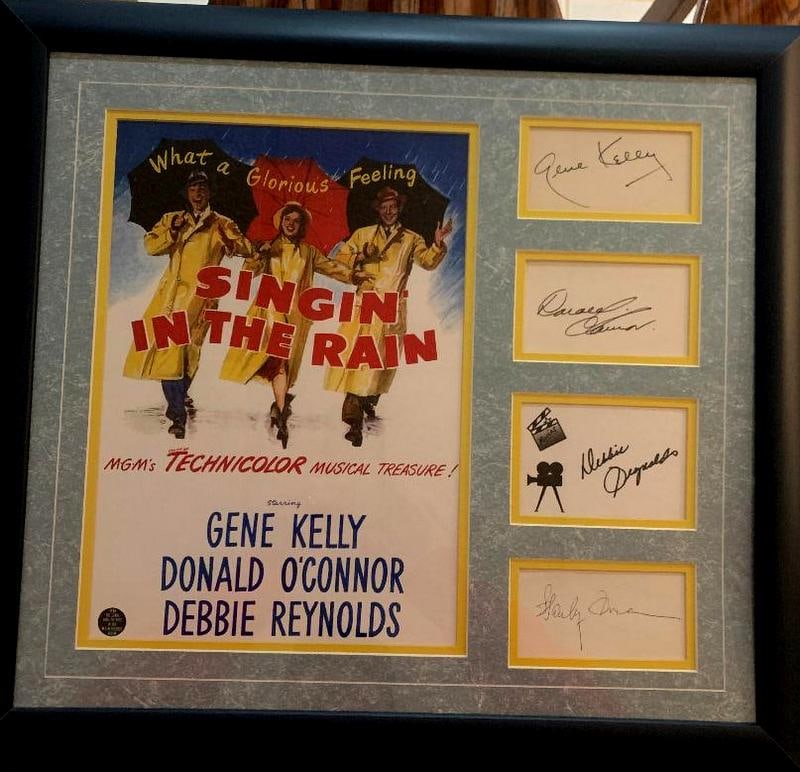 What a Glorious Feeling
SINGIN'
IN THE RAIN
MGM's TECHNICOLOR MUSICAL TREASURE!
Starring
GENE KELLY
DONALD O'CONNOR
DEBBIE REYNOLDS
Gene Kelly
Donald O'Connor
Debbie
Reynolds